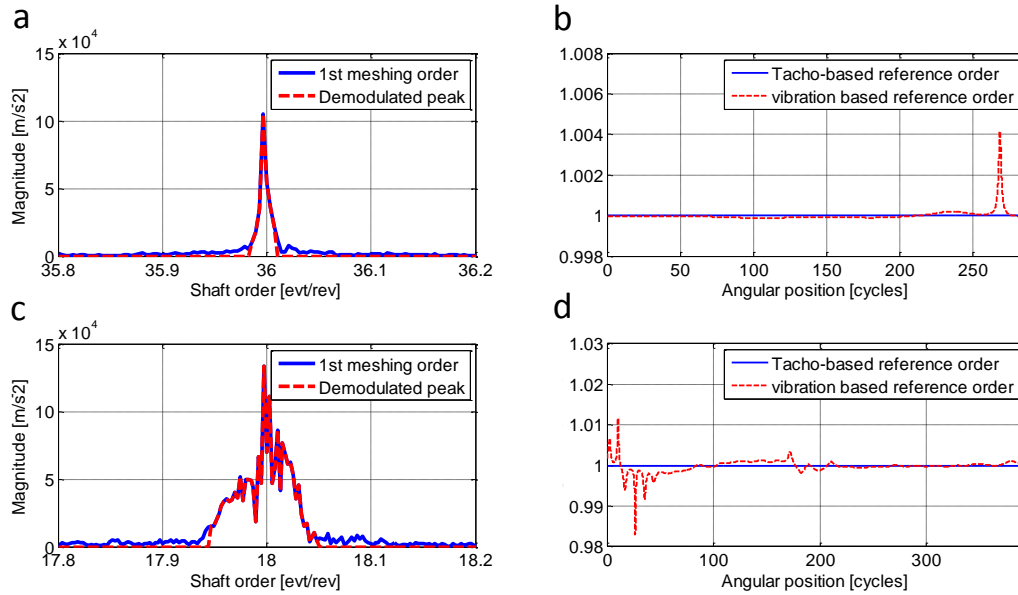 a
x 10^4
15
10
5
0
Magnitude [m/s2]
1st meshing order
Demodulated peak
35.8 35.9 36 36.1 36.2
Shaft order [evt/rev]
b
1.008
1.006
1.004
1.002
1
0.998
Tacho-based reference order
vibration based reference order
0 50 100 150 200 250
Angular position [cycles]
c
x 10^4
15
10
5
0
Magnitude [m/s2]
1st meshing order
Demodulated peak
17.8 17.9 18 18.1 18.2
Shaft order [evt/rev]
d
1.03
1.02
1.01
1
0.99
0.98
Tacho-based reference order
vibration based reference order
0 100 200 300
Angular position [cycles]